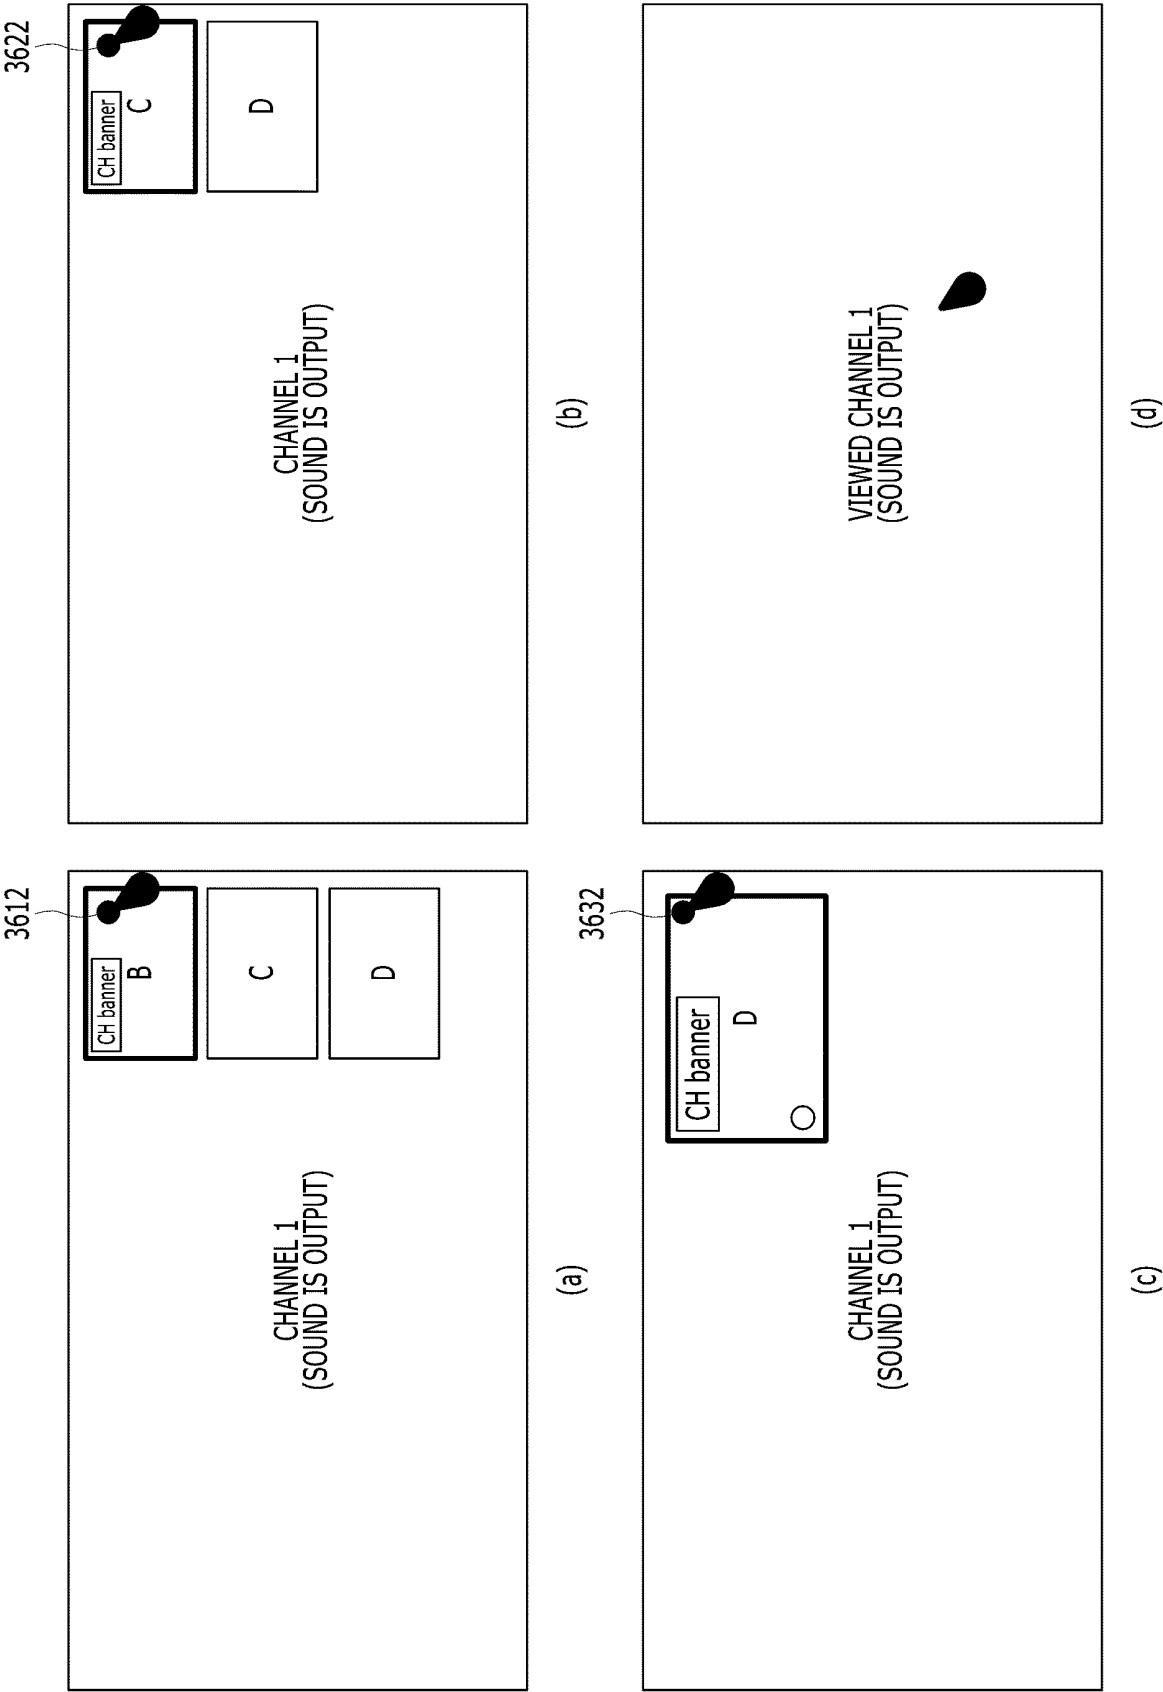 3612
CH banner
B
C
D
CHANNEL 1
(SOUND IS OUTPUT)
(a)
3622
CH banner
C
D
CHANNEL 1
(SOUND IS OUTPUT)
(b)
3632
CH banner
D
CHANNEL 1
(SOUND IS OUTPUT)
(c)
VIEWED CHANNEL 1
(SOUND IS OUTPUT)
(d)